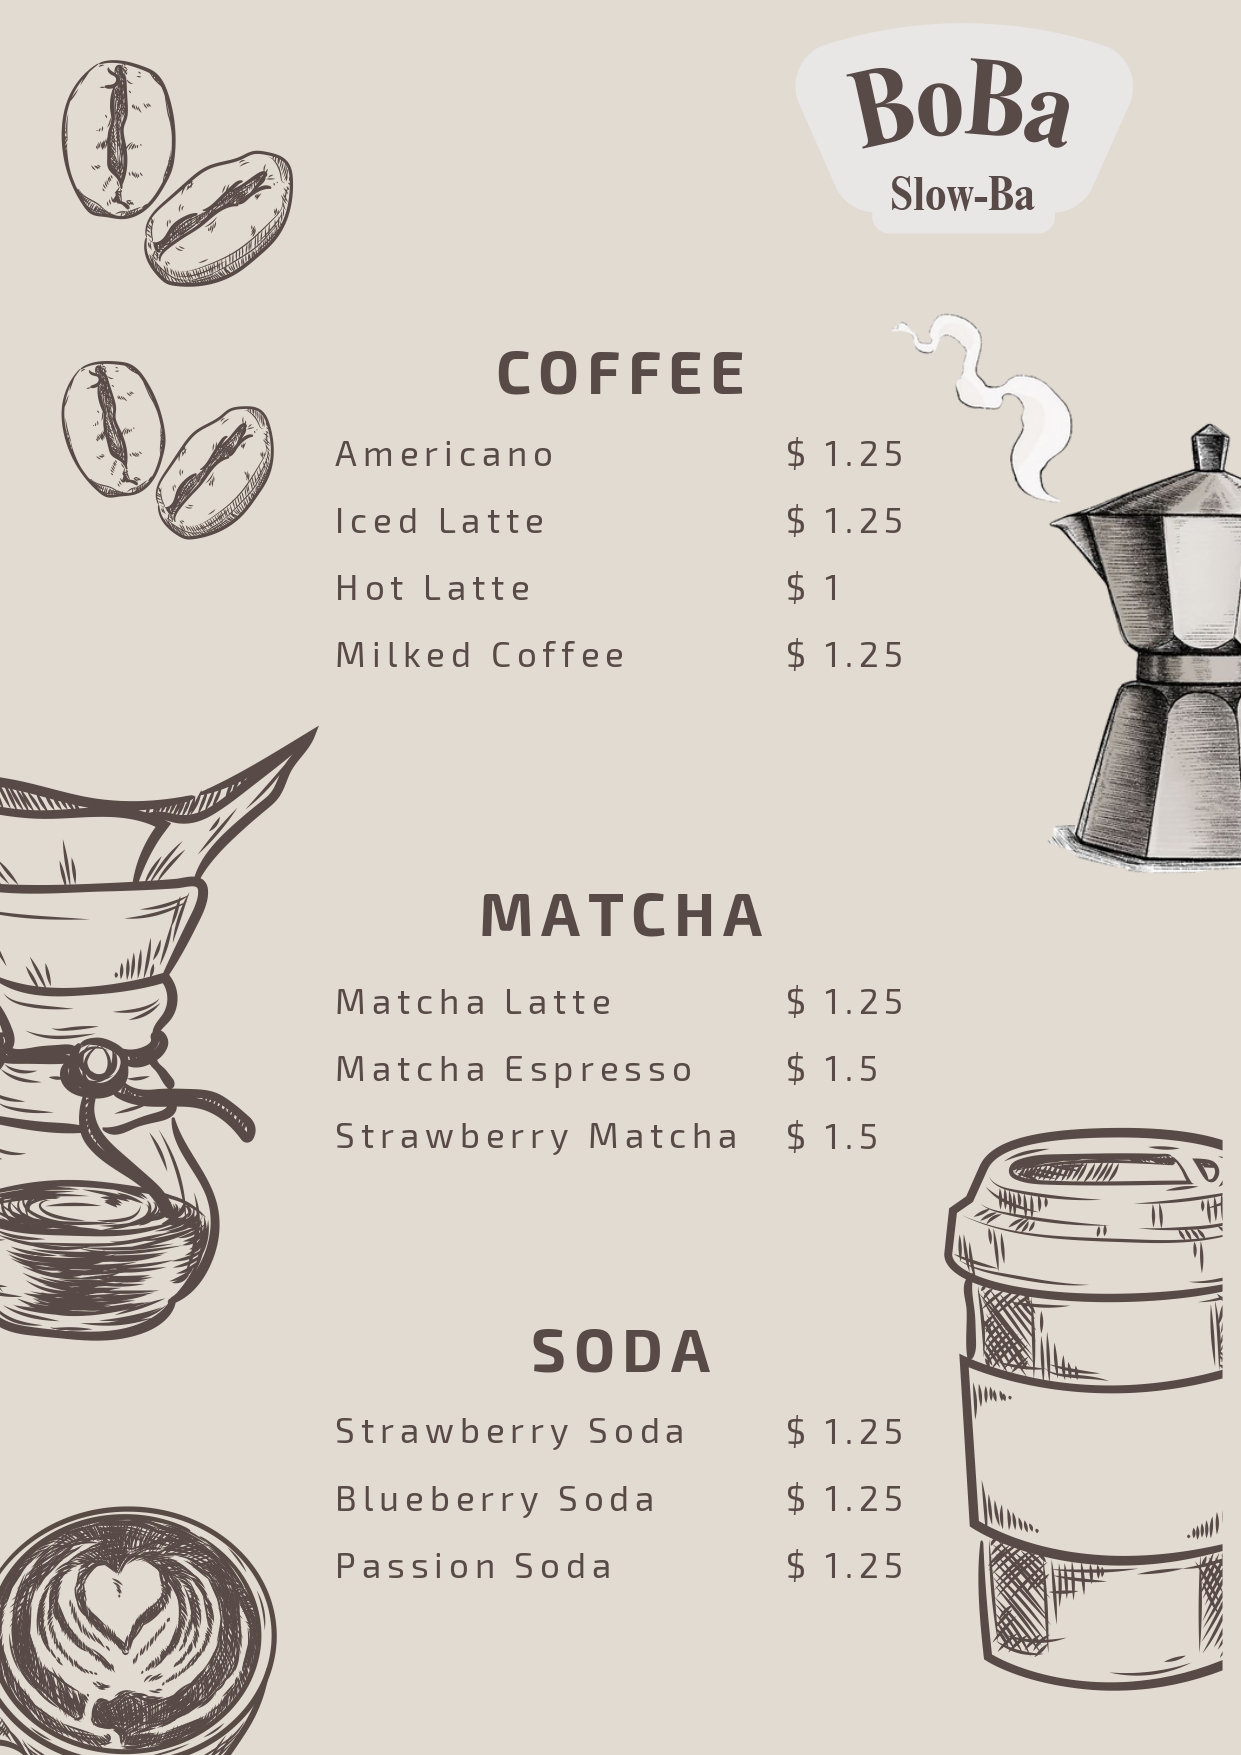 BoBa
Slow-Ba
COFFEE
Americano $ 1.25
Iced Latte $ 1.25
Hot Latte $ 1
Milked Coffee $ 1.25
MATCHA
Matcha Latte $ 1.25
Matcha Espresso $ 1.5
Strawberry Matcha $ 1.5
SODA
Strawberry Soda $ 1.25
Blueberry Soda $ 1.25
Passion Soda $ 1.25